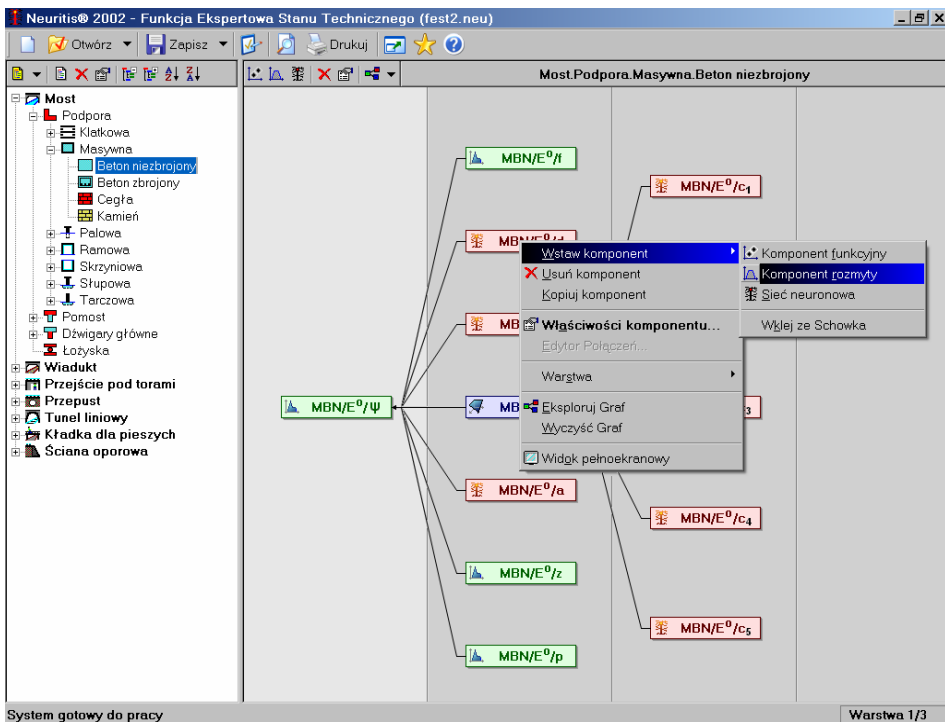 Neuritis® 2002 - Funkcja Ekspertowa Stanu Technicznego (fest2.neu)
Otwórz Zapisz Drukuj
Most.Podpora.Masywna.Beton niezbrojony
Most
Podpora
Klatkowa
Masywna
Beton niezbrojony
Beton zbrojony
Cegła
Kamień
Palowa
Ramowa
Skrzyniowa
Słupowa
Tarczowa
Pomost
Dźwigary główne
Łożyska
Wiadukt
Przejście pod torami
Przepust
Tunel liniowy
Kładka dla pieszych
Ściana oporowa
MBN/E⁰/ψ
MBN/E⁰/f
MB
MB
MBN/E⁰/a
MBN/E⁰/z
MBN/E⁰/p
MBN/E⁰/c₁
3
MBN/E⁰/c₄
MBN/E⁰/c₅
Wstaw komponent
Usuń komponent
Kopiuj komponent
Właściwości komponentu...
Edytor Połączeń...
Warstwa
Eksploruj Graf
Wyczyść Graf
Widok pełnoekranowy
Komponent funkcyjny
Komponent rozmyty
Sieć neuronowa
Wklej ze Schowka
System gotowy do pracy
Warstwa 1/3